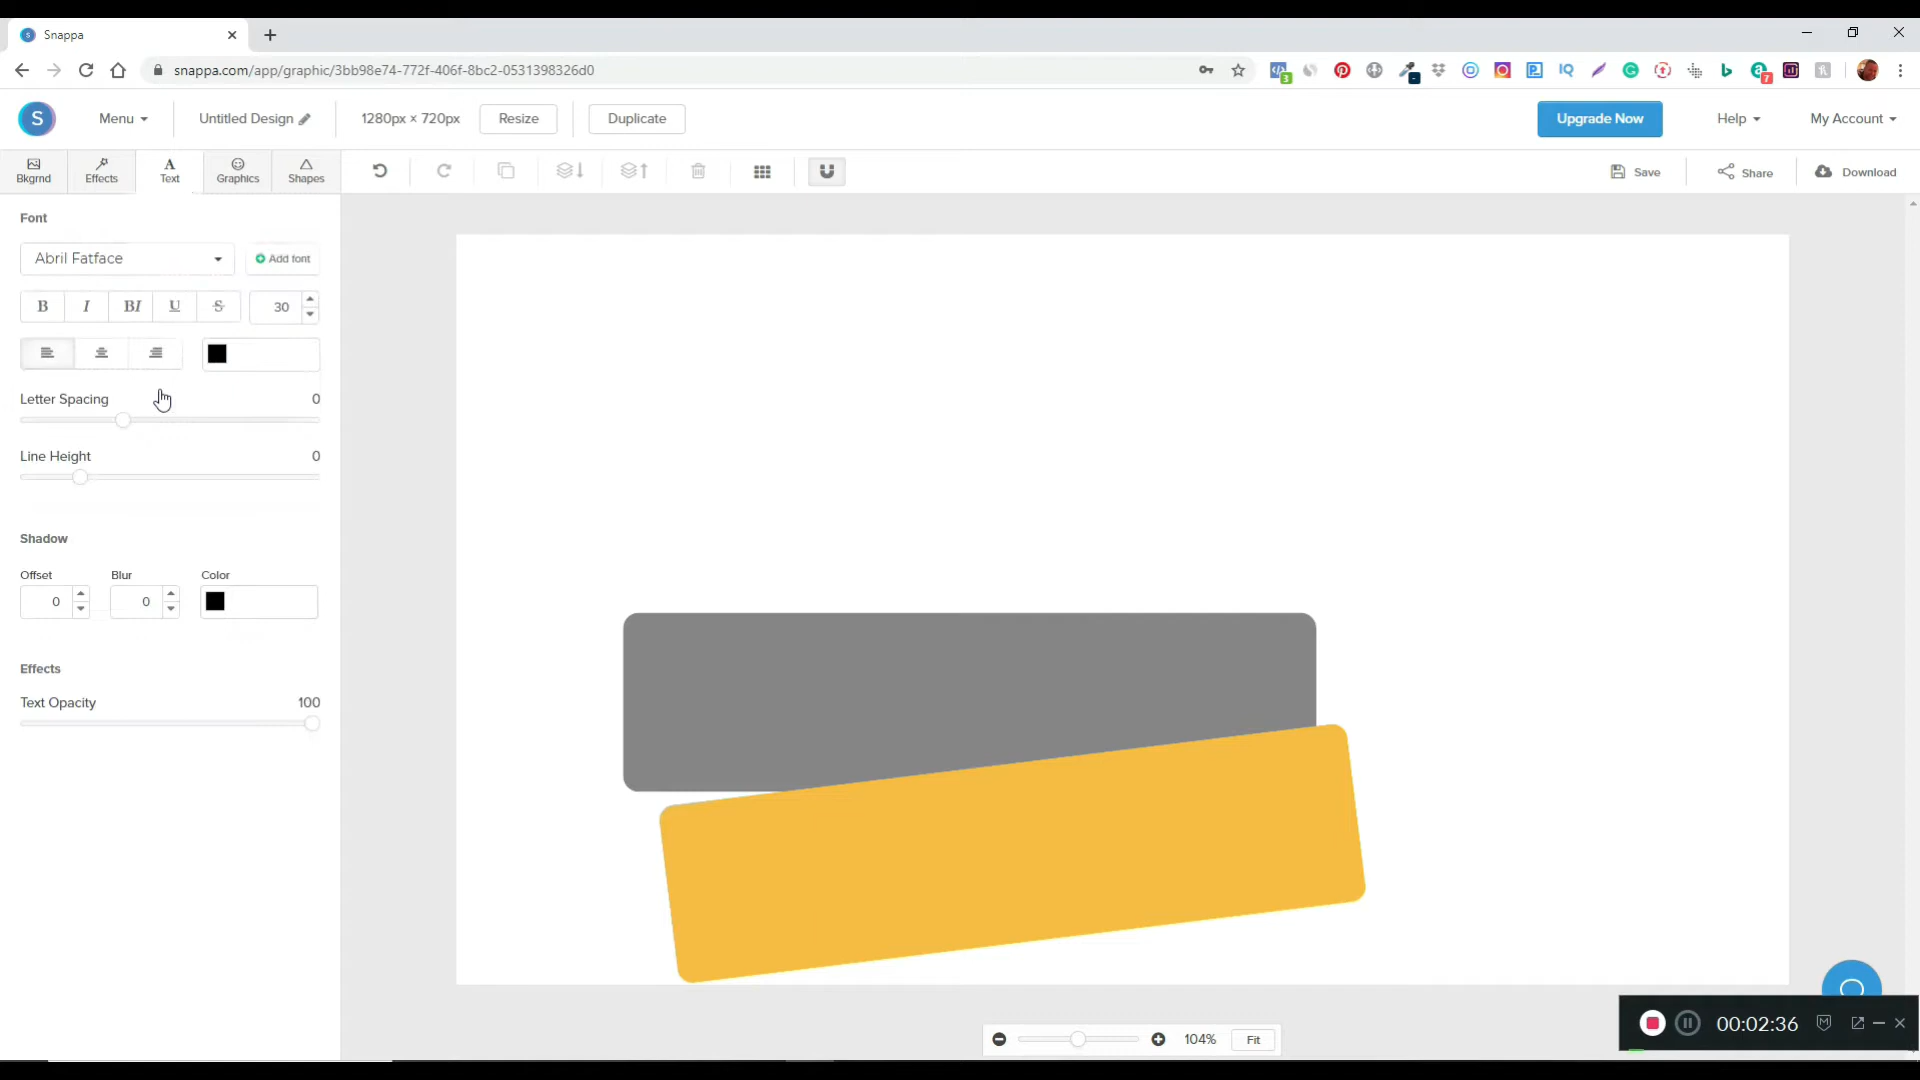 Snappa
snappa.com/app/graphic/3bb98e74-772f-406f-8bc2-0531398326d0
S Menu Untitled Design 1280px × 720px Resize Duplicate Upgrade Now Help My Account
Bkgrnd Effects Text Graphics Shapes Save Share Download
Font
Abril Fatface Add font
B I BI U S 30
Letter Spacing 0
Line Height 0
Shadow
Offset Blur Color
0 0
Effects
Text Opacity 100
104% Fit
00:02:36